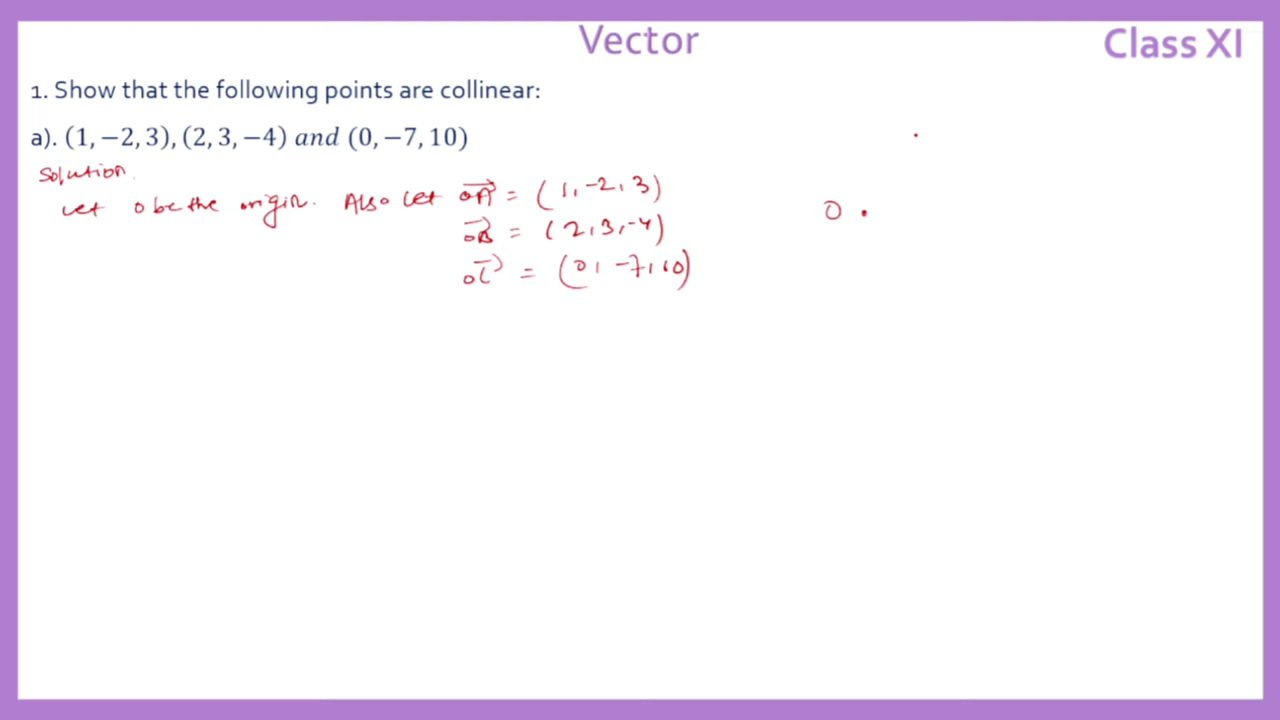 Vector
Class XI
1. Show that the following points are collinear:
a). (1, −2, 3), (2, 3, −4) and (0, −7, 10)
Solution.
Let O be the origin. Also let OA⃗ = (1, -2, 3)
OB⃗ = (2, 3, -4)
OC⃗ = (0, -7, 10)
O